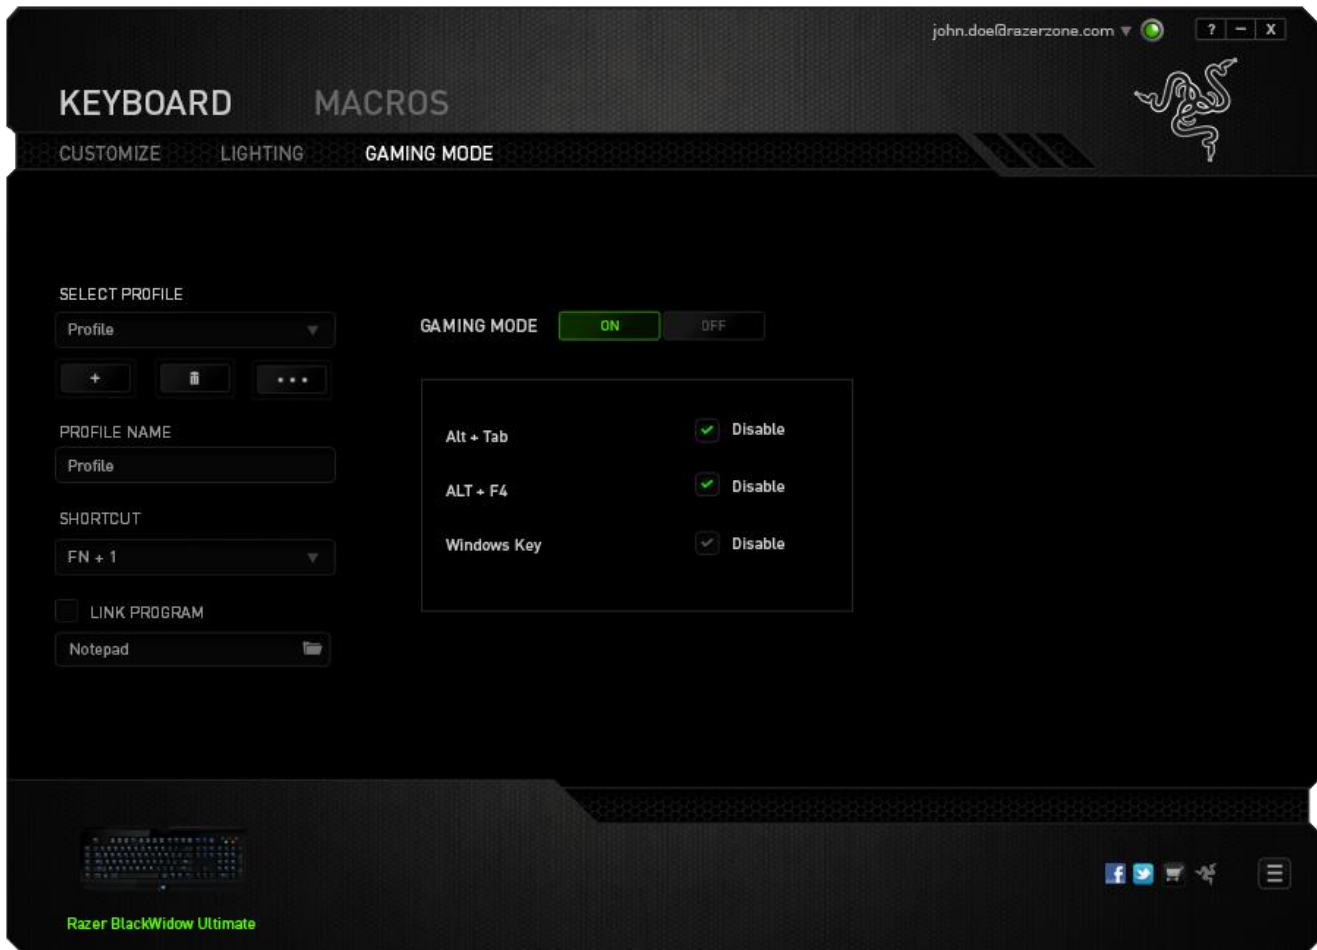 john.doe@razerzone.com
? – X
KEYBOARD MACROS
CUSTOMIZE LIGHTING GAMING MODE
SELECT PROFILE
Profile
+ ...
PROFILE NAME
Profile
SHORTCUT
FN + 1
LINK PROGRAM
Notepad
GAMING MODE ON OFF
Alt + Tab Disable
ALT + F4 Disable
Windows Key Disable
f
Razer BlackWidow Ultimate